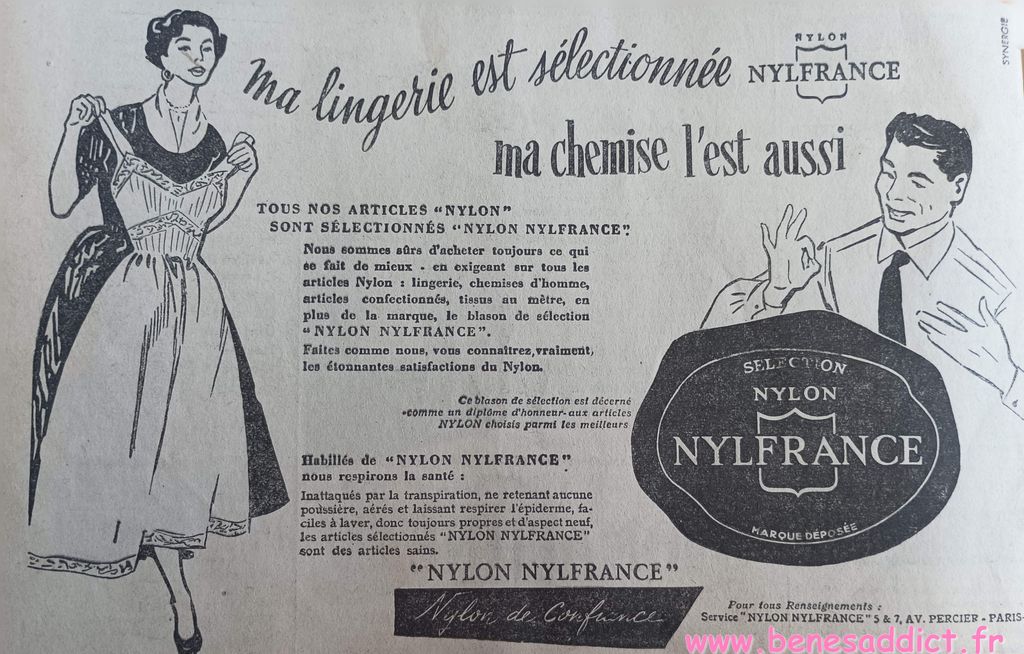 SYNERGIE
Ma lingerie est sélectionnée
NYLON
NYLFRANCE
ma chemise l'est aussi
TOUS NOS ARTICLES "NYLON"
SONT SÉLECTIONNÉS "NYLON NYLFRANCE".
Nous sommes sûrs d'acheter toujours ce qui
se fait de mieux - en exigeant sur tous les
articles Nylon : lingerie, chemises d'homme,
articles confectionnés, tissus au mètre, en
plus de la marque, le blason de sélection
"NYLON NYLFRANCE".
Faites comme nous, vous connaîtrez, vraiment,
les étonnantes satisfactions du Nylon.
Ce blason de sélection est décerné
-comme un diplôme d'honneur- aux articles
NYLON choisis parmi les meilleurs
Habillés de "NYLON NYLFRANCE"
nous respirons la santé :
Inattaqués par la transpiration, ne retenant aucune
poussière, aérés et laissant respirer l'épiderme, fa-
ciles à laver, donc toujours propres et d'aspect neuf,
les articles sélectionnés "NYLON NYLFRANCE"
sont des articles sains.
SELECTION
NYLON
NYLFRANCE
MARQUE DÉPOSÉE
"NYLON NYLFRANCE"
Nylon de Confiance
Pour tous Renseignements :
Service "NYLON NYLFRANCE" 5 & 7, AV. PERCIER - PARIS-
www.benesaddict.fr